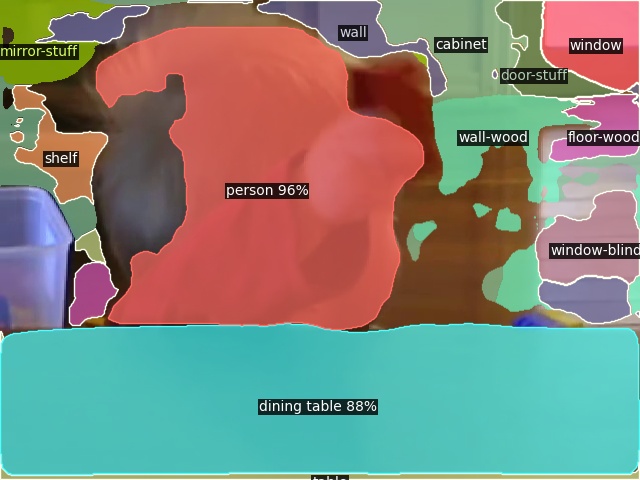 wall
cabinet
window
mirror-stuff
door-stuff
wall-wood
floor-wood
shelf
person 96%
window-blind
dining table 88%
table